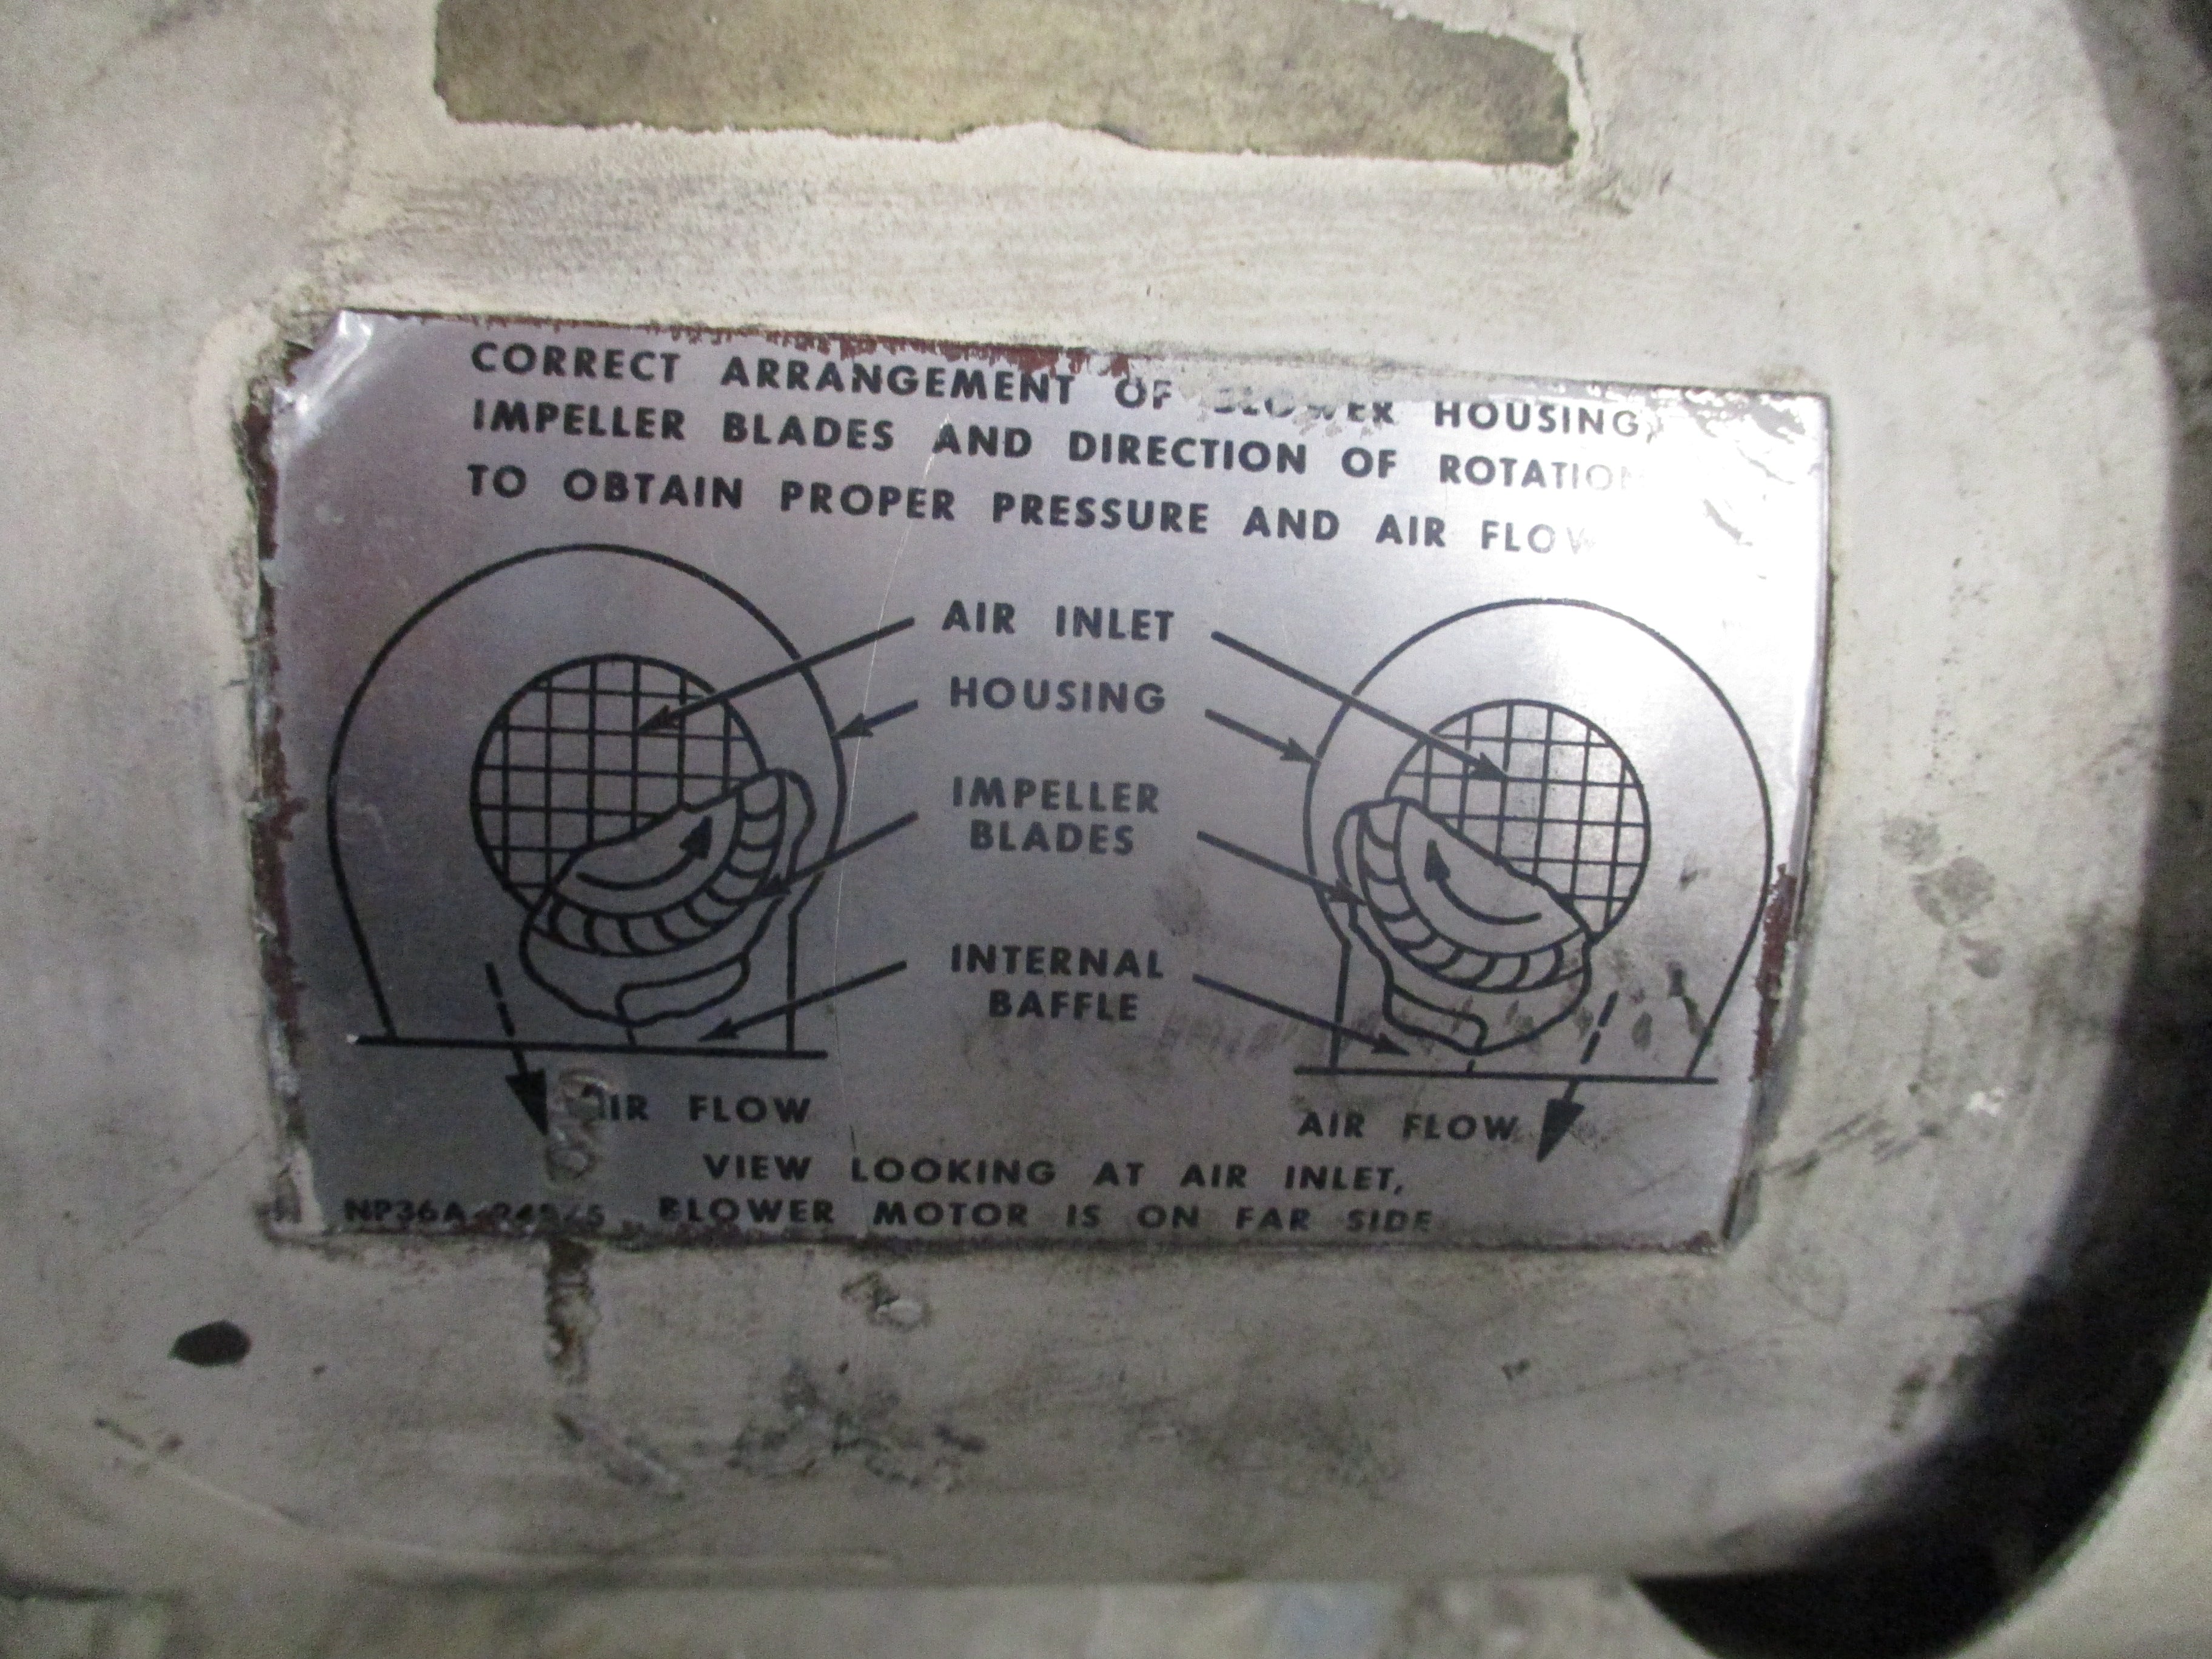 CORRECT ARRANGEMENT OF BLOWER HOUSING,
IMPELLER BLADES AND DIRECTION OF ROTATION
TO OBTAIN PROPER PRESSURE AND AIR FLOW
AIR INLET
HOUSING
IMPELLER
BLADES
INTERNAL
BAFFLE
AIR FLOW
AIR FLOW
VIEW LOOKING AT AIR INLET,
BLOWER MOTOR IS ON FAR SIDE